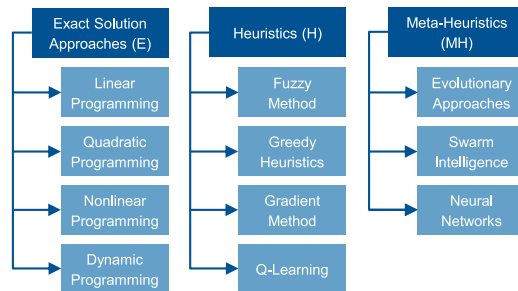 Exact Solution
Approaches (E)
Linear
Programming
Quadratic
Programming
Nonlinear
Programming
Dynamic
Programming
Heuristics (H)
Fuzzy
Method
Greedy
Heuristics
Gradient
Method
Q-Learning
Meta-Heuristics
(MH)
Evolutionary
Approaches
Swarm
Intelligence
Neural
Networks